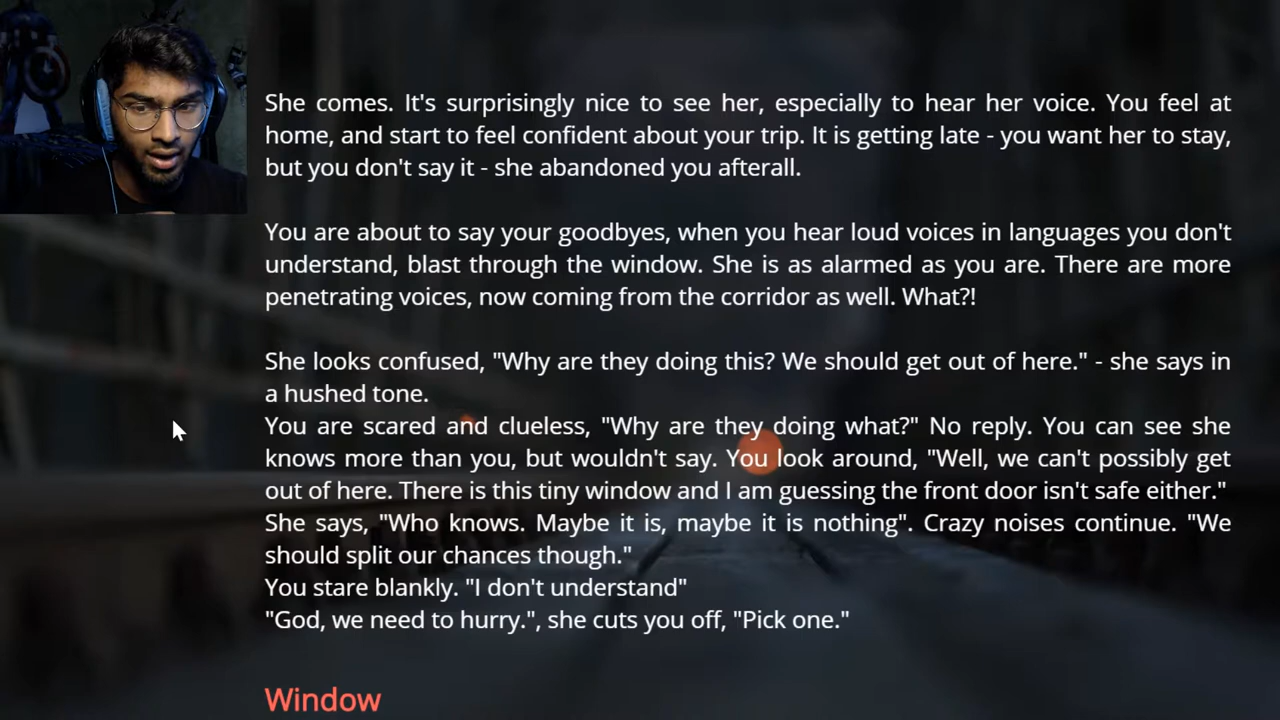 She comes. It's surprisingly nice to see her, especially to hear her voice. You feel at
home, and start to feel confident about your trip. It is getting late - you want her to stay,
but you don't say it - she abandoned you afterall.
You are about to say your goodbyes, when you hear loud voices in languages you don't
understand, blast through the window. She is as alarmed as you are. There are more
penetrating voices, now coming from the corridor as well. What?!
She looks confused, "Why are they doing this? We should get out of here." - she says in
a hushed tone.
You are scared and clueless, "Why are they doing what?" No reply. You can see she
knows more than you, but wouldn't say. You look around, "Well, we can't possibly get
out of here. There is this tiny window and I am guessing the front door isn't safe either."
She says, "Who knows. Maybe it is, maybe it is nothing". Crazy noises continue. "We
should split our chances though."
You stare blankly. "I don't understand"
"God, we need to hurry.", she cuts you off, "Pick one."
Window